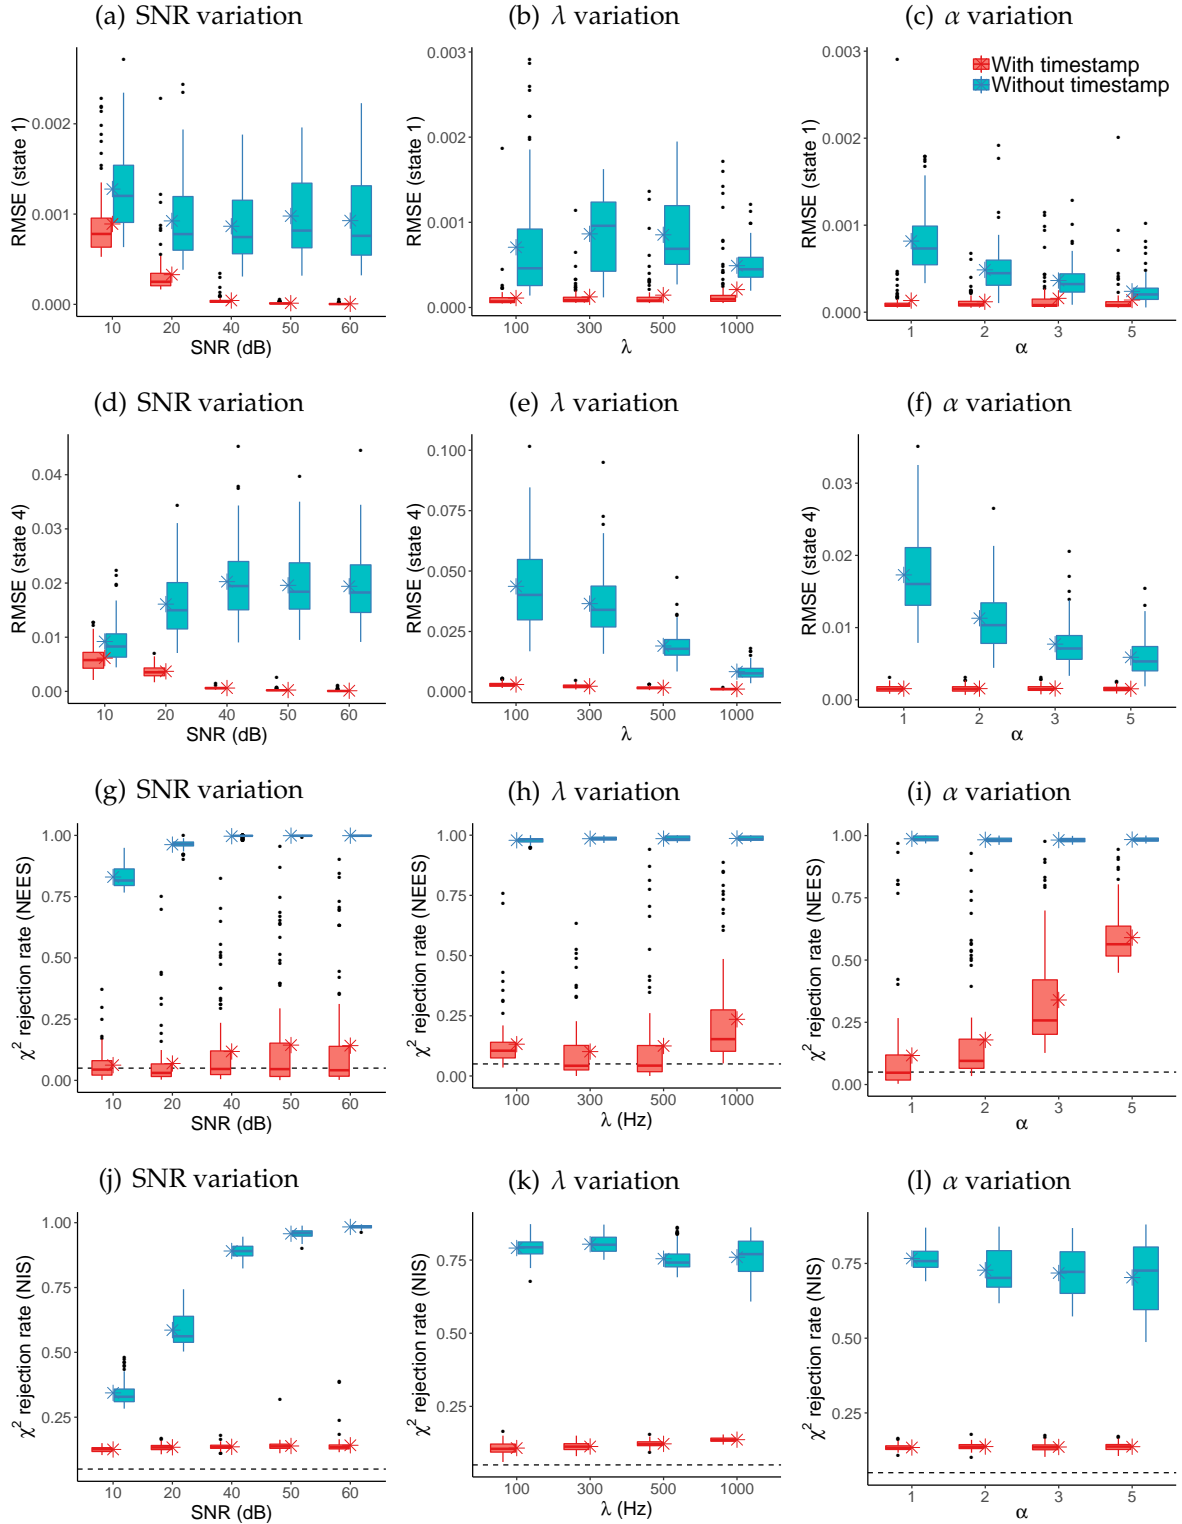 (a) SNR variation
(b) λ variation
(c) α variation
RMSE (state 1)
0.002
0.001
0.000
10 20 40 50 60
SNR (dB)
RMSE (state 1)
0.003
0.002
0.001
0.000
100 300 500 1000
λ
RMSE (state 1)
0.003
0.002
0.001
0.000
With timestamp
Without timestamp
1 2 3 5
α
(d) SNR variation
(e) λ variation
(f) α variation
RMSE (state 4)
0.04
0.03
0.02
0.01
0.00
10 20 40 50 60
SNR (dB)
RMSE (state 4)
0.100
0.075
0.050
0.025
0.000
100 300 500 1000
λ
RMSE (state 4)
0.03
0.02
0.01
0.00
1 2 3 5
α
(g) SNR variation
(h) λ variation
(i) α variation
χ² rejection rate (NEES)
1.00
0.75
0.50
0.25
0.00
10 20 40 50 60
SNR (dB)
χ² rejection rate (NEES)
1.00
0.75
0.50
0.25
0.00
100 300 500 1000
λ (Hz)
χ² rejection rate (NEES)
1.00
0.75
0.50
0.25
0.00
1 2 3 5
α
(j) SNR variation
(k) λ variation
(l) α variation
χ² rejection rate (NIS)
1.00
0.75
0.50
0.25
10 20 40 50 60
SNR (dB)
χ² rejection rate (NIS)
1.00
0.75
0.50
0.25
100 300 500 1000
λ (Hz)
χ² rejection rate (NIS)
1.00
0.75
0.50
0.25
1 2 3 5
α